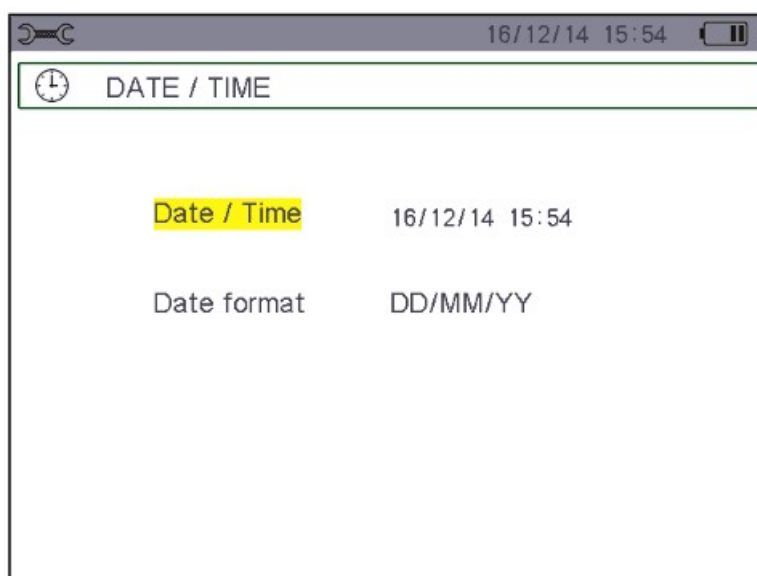 16/12/14 15:54
DATE / TIME
Date / Time 16/12/14 15:54
Date format DD/MM/YY